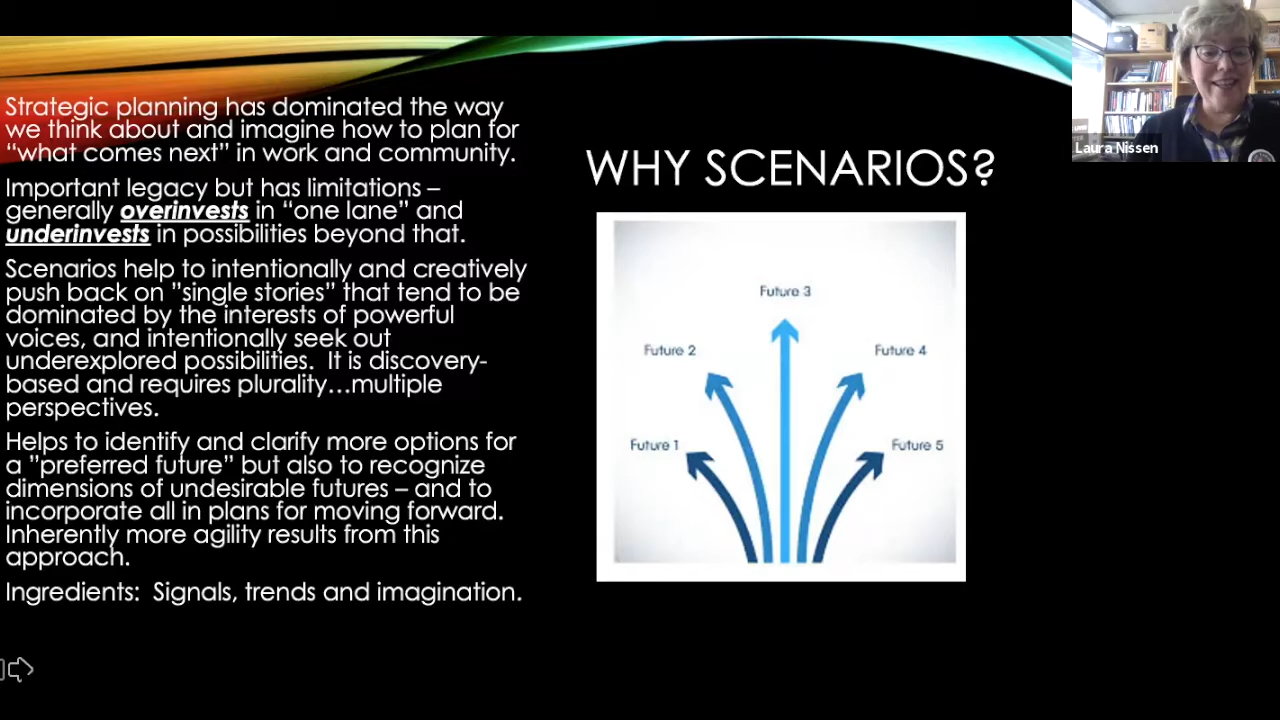 Strategic planning has dominated the way
we think about and imagine how to plan for
“what comes next” in work and community.
Important legacy but has limitations –
generally overinvests in “one lane” and
underinvests in possibilities beyond that.
Scenarios help to intentionally and creatively
push back on ”single stories” that tend to be
dominated by the interests of powerful
voices, and intentionally seek out
underexplored possibilities.  It is discovery-
based and requires plurality…multiple
perspectives.
Helps to identify and clarify more options for
a ”preferred future” but also to recognize
dimensions of undesirable futures – and to
incorporate all in plans for moving forward.
Inherently more agility results from this
approach.
Ingredients:  Signals, trends and imagination.
WHY SCENARIOS?
Future 3
Future 2
Future 4
Future 1
Future 5
Laura Nissen